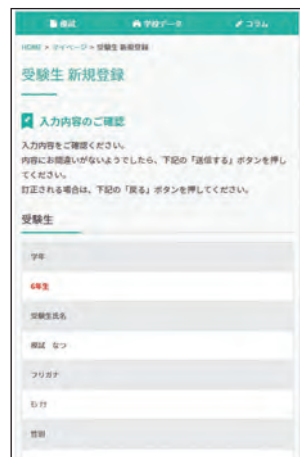 模試 学校データ コラム
HOME > マイページ > 受験生 新規登録
受験生 新規登録
入力内容のご確認
入力内容をご確認ください。
内容にお間違いがないようでしたら、下記の「送信する」ボタンを押し
てください。
訂正される場合は、下記の「戻る」ボタンを押してください。
受験生
学年
6年生
受験生氏名
模試 なつ
フリガナ
性別